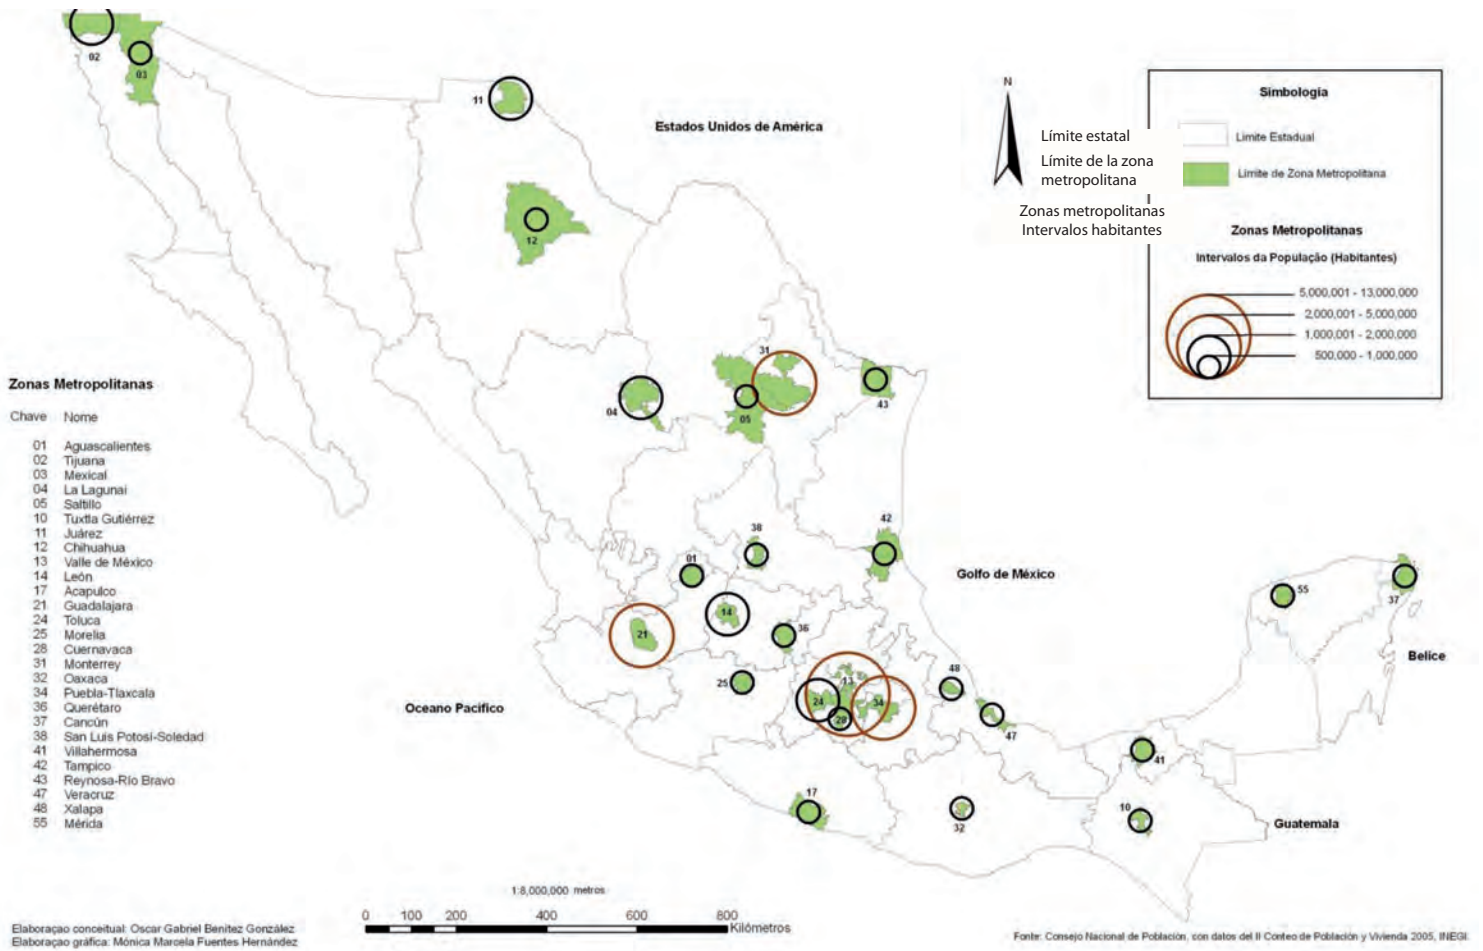 02
03
11
Estados Unidos de América
N
Límite estatal
Límite de la zona
metropolitana
Zonas metropolitanas
Intervalos habitantes
Simbología
Limite Estadual
Limite de Zona Metropolitana
Zonas Metropolitanas
Intervalos da População (Habitantes)
5,000,001 - 13,000,000
2,000,001 - 5,000,000
1,000,001 - 2,000,000
500,000 - 1,000,000
12
31
04
05
43
Zonas Metropolitanas
Chave Nome
01 Aguascalientes
02 Tijuana
03 Mexical
04 La Lagunai
05 Saltillo
10 Tuxtla Gutiérrez
11 Juárez
12 Chihuahua
13 Valle de México
14 León
17 Acapulco
21 Guadalajara
24 Toluca
25 Morelia
28 Cuernavaca
31 Monterrey
32 Oaxaca
34 Puebla-Tlaxcala
36 Querétaro
37 Cancún
38 San Luis Potosí-Soledad
41 Villahermosa
42 Tampico
43 Reynosa-Río Bravo
47 Veracruz
48 Xalapa
55 Mérida
38
42
01
Golfo de México
55
37
14
21
36
Belice
25
Oceano Pacífico
13
24
34
28
48
47
41
17
32
10
Guatemala
1:8,000,000 metros
0 100 200 400 600 800
Kilómetros
Elaboraçao conceitual: Oscar Gabriel Benítez González
Elaboraçao gráfica: Mónica Marcela Fuentes Hernández
Fonte: Consejo Nacional de Población, con datos del II Conteo de Población y Vivienda 2005, INEGI.